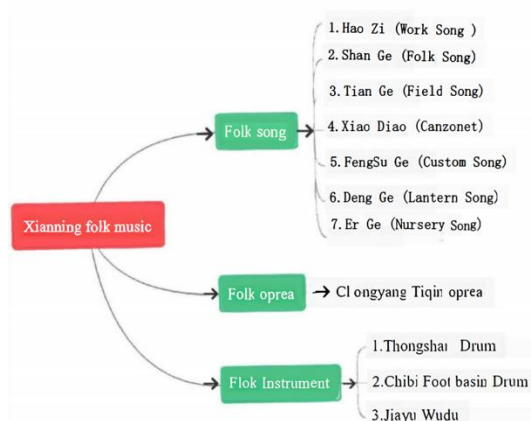 Xianning folk music
Folk song
1. Hao Zi (Work Song )
2. Shan Ge (Folk Song)
3. Tian Ge (Field Song)
4. Xiao Diao (Canzonet)
5. FengSu Ge (Custom Song)
6. Deng Ge (Lantern Song)
7. Er Ge (Nursery Song)
Folk oprea
Cl ongyang Tiqin oprea
Flok Instrument
1.Thongshai Drum
2.Chibi Foot basin Drum
3.Jiayu Wudu